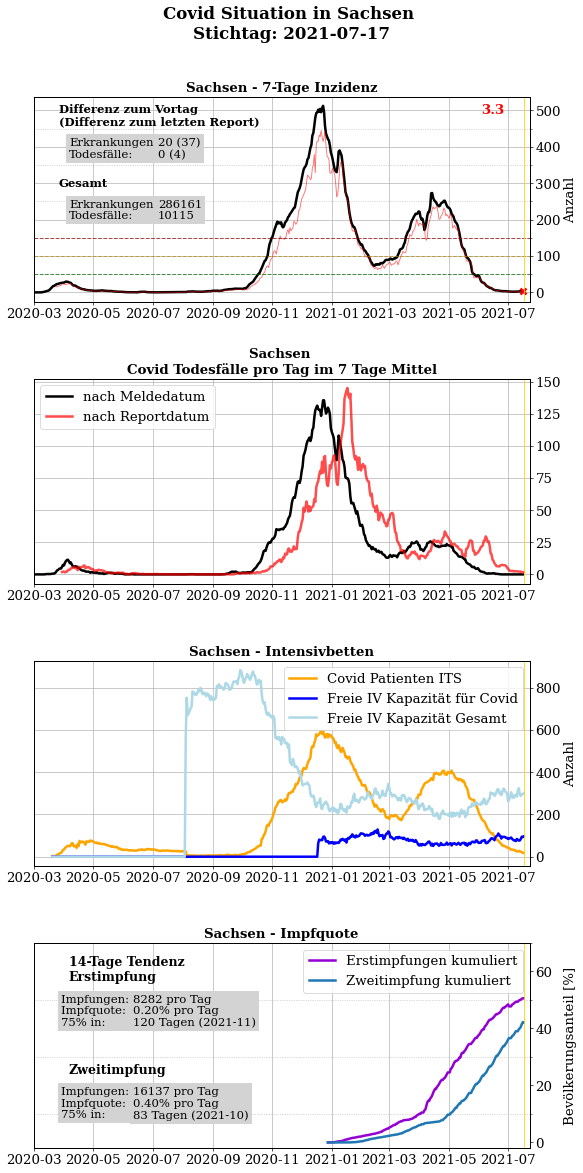 Covid Situation in Sachsen
Stichtag: 2021-07-17
Sachsen - 7-Tage Inzidenz
Differenz zum Vortag
(Differenz zum letzten Report)
Erkrankungen 20 (37)
Todesfälle: 0 (4)
Gesamt
Erkrankungen 286161
Todesfälle: 10115
3.3
500
400
300
200
100
0
Anzahl
2020-03 2020-05 2020-07 2020-09 2020-11 2021-01 2021-03 2021-05 2021-07
Sachsen
Covid Todesfälle pro Tag im 7 Tage Mittel
nach Meldedatum
nach Reportdatum
150
125
100
75
50
25
0
2020-03 2020-05 2020-07 2020-09 2020-11 2021-01 2021-03 2021-05 2021-07
Sachsen - Intensivbetten
Covid Patienten ITS
Freie IV Kapazität für Covid
Freie IV Kapazität Gesamt
800
600
400
200
0
Anzahl
2020-03 2020-05 2020-07 2020-09 2020-11 2021-01 2021-03 2021-05 2021-07
Sachsen - Impfquote
14-Tage Tendenz
Erstimpfung
Impfungen: 8282 pro Tag
Impfquote: 0.20% pro Tag
75% in: 120 Tagen (2021-11)
Zweitimpfung
Impfungen: 16137 pro Tag
Impfquote: 0.40% pro Tag
75% in: 83 Tagen (2021-10)
Erstimpfungen kumuliert
Zweitimpfung kumuliert
60
40
20
0
Bevölkerungsanteil [%]
2020-03 2020-05 2020-07 2020-09 2020-11 2021-01 2021-03 2021-05 2021-07